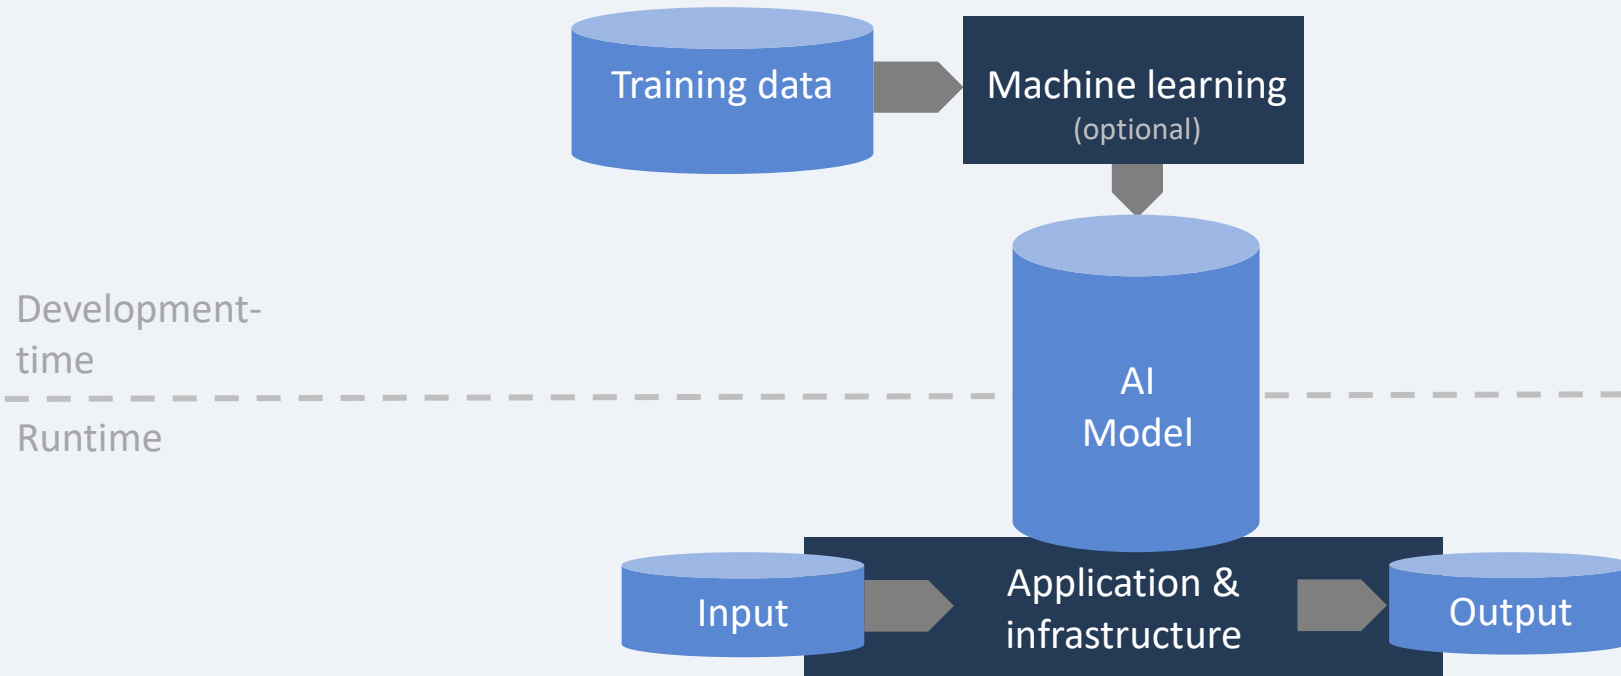 Training data
Machine learning
(optional)
Development-
time
AI
Model
Runtime
Input
Application &
infrastructure
Output